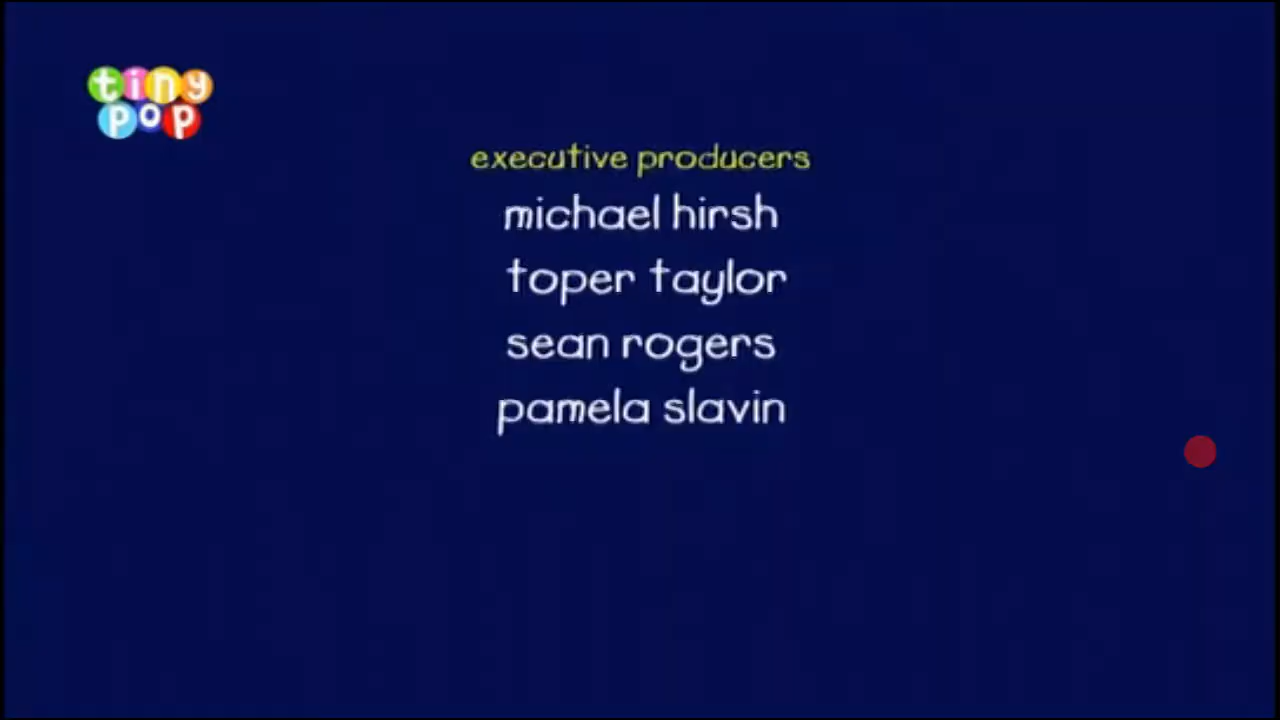 tiny
pop
executive producers
michael hirsh
toper taylor
sean rogers
pamela slavin